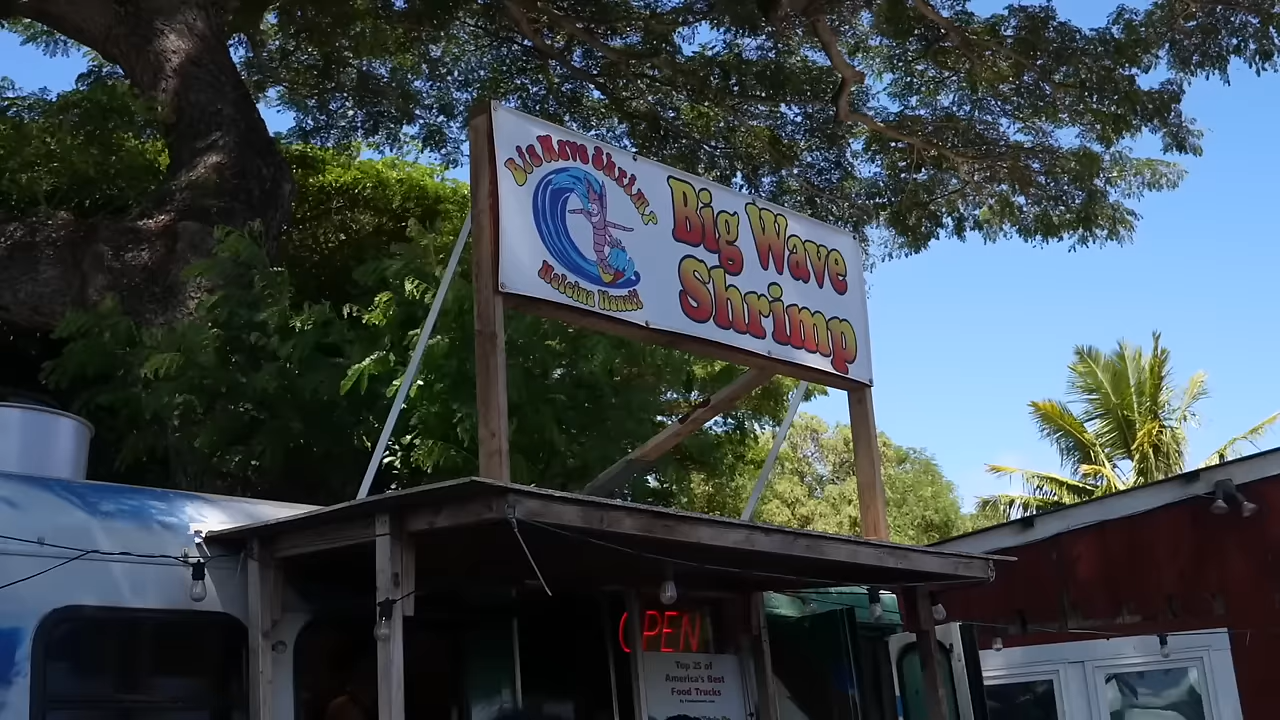 Big Wave Shrimp
Haleiwa Hawaii
Big Wave
Shrimp
OPEN
Top 25 of
America's Best
Food Trucks